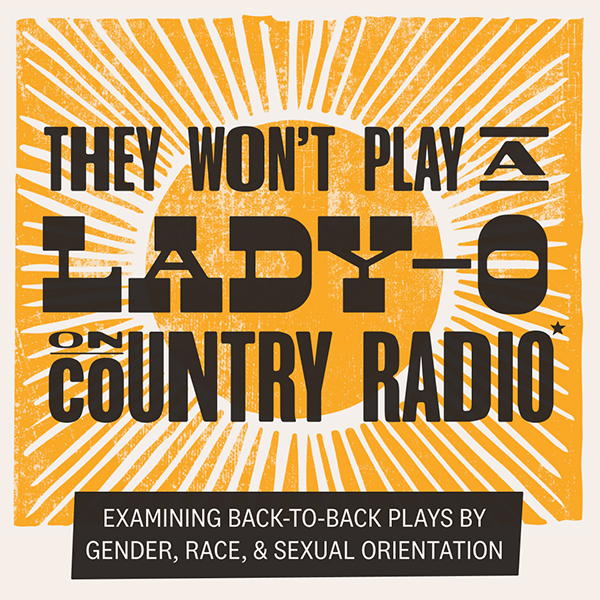 THEY WON'T PLAY A
LADY-O
ON COUNTRY RADIO★
EXAMINING BACK-TO-BACK PLAYS BY
GENDER, RACE, & SEXUAL ORIENTATION